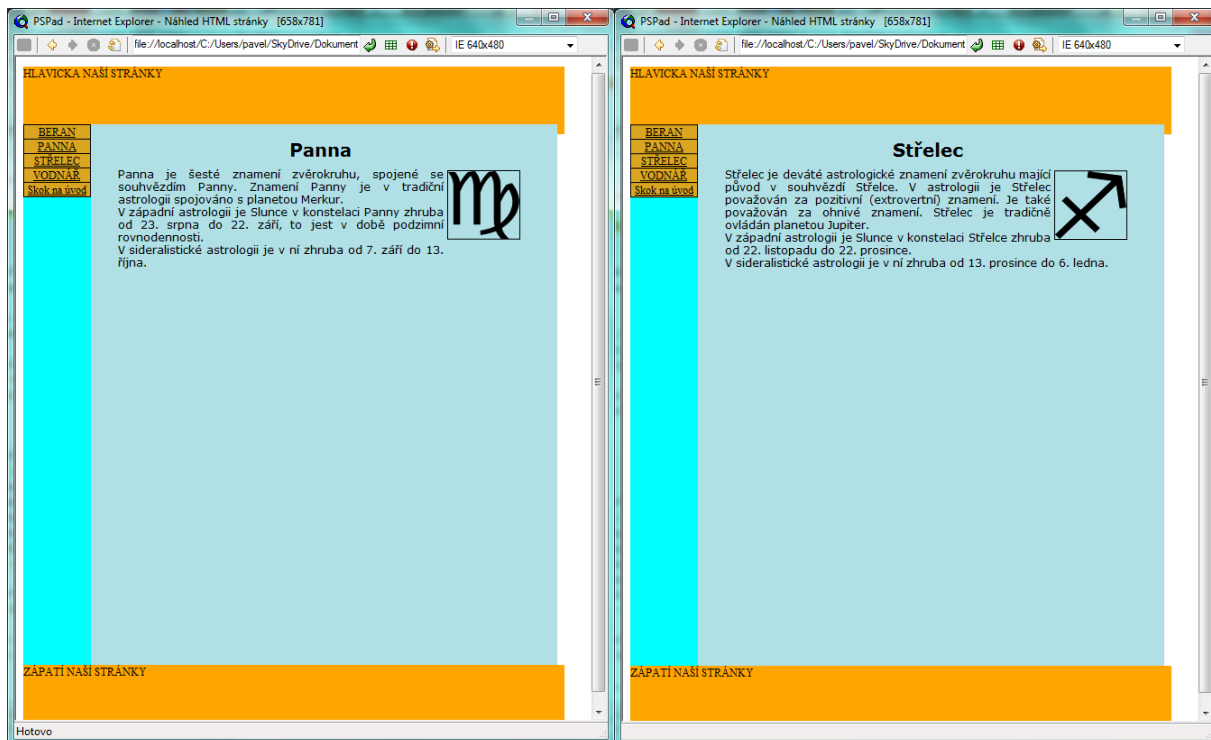 PSPad - Internet Explorer - Náhled HTML stránky [658x781]
file://localhost/C:/Users/pavel/SkyDrive/Dokument
IE 640x480
HLAVICKA NAŠÍ STRÁNKY
BERAN
PANNA
STŘELEC
VODNÁŘ
Skok na úvod
Panna
Panna je šesté znamení zvěrokruhu, spojené se
souhvězdím Panny. Znamení Panny je v tradiční
astrologii spojováno s planetou Merkur.
V západní astrologii je Slunce v konstelaci Panny zhruba
od 23. srpna do 22. září, to jest v době podzimní
rovnodennosti.
V sideralistické astrologii je v ní zhruba od 7. září do 13.
října.
ZÁPATÍ NAŠÍ STRÁNKY
Hotovo
PSPad - Internet Explorer - Náhled HTML stránky [658x781]
file://localhost/C:/Users/pavel/SkyDrive/Dokument
IE 640x480
HLAVICKA NAŠÍ STRÁNKY
BERAN
PANNA
STŘELEC
VODNÁŘ
Skok na úvod
Střelec
Střelec je deváté astrologické znamení zvěrokruhu mající
původ v souhvězdí Střelce. V astrologii je Střelec
považován za pozitivní (extrovertní) znamení. Je také
považován za ohnivé znamení. Střelec je tradičně
ovládán planetou Jupiter.
V západní astrologii je Slunce v konstelaci Střelce zhruba
od 22. listopadu do 22. prosince.
V sideralistické astrologii je v ní zhruba od 13. prosince do 6. ledna.
ZÁPATÍ NAŠÍ STRÁNKY